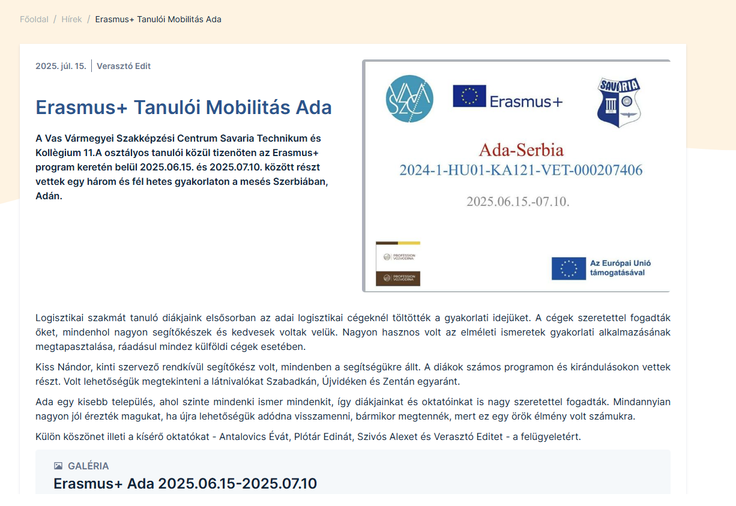 Főoldal / Hírek / Erasmus+ Tanulói Mobilitás Ada
2025. júl. 15. | Verasztó Edit
Erasmus+ Tanulói Mobilitás Ada
A Vas Vármegyei Szakképzési Centrum Savaria Technikum és
Kollégium 11.A osztályos tanulói közül tizenöten az Erasmus+
program keretén belül 2025.06.15. és 2025.07.10. között részt
vettek egy három és fél hetes gyakorlaton a mesés Szerbiában,
Adán.
VAM
SZC
Erasmus+
SAVARIA
Ada-Serbia
2024-1-HU01-KA121-VET-000207406
2025.06.15.-07.10.
Az Európai Unió
támogatásával
Logisztikai szakmát tanuló diákjaink elsősorban az adai logisztikai cégeknél töltötték a gyakorlati idejüket. A cégek szeretettel fogadták
őket, mindenhol nagyon segítőkészek és kedvesek voltak velük. Nagyon hasznos volt az elméleti ismeretek gyakorlati alkalmazásának
megtapasztalása, ráadásul mindez külföldi cégek esetében.
Kiss Nándor, kinti szervező rendkívül segítőkész volt, mindenben a segítségükre állt. A diákok számos programon és kirándulásokon vettek
részt. Volt lehetőségük megtekinteni a látnivalókat Szabadkán, Újvidéken és Zentán egyaránt.
Ada egy kisebb település, ahol szinte mindenki ismer mindenkit, így diákjainkat és oktatóinkat is nagy szeretettel fogadták. Mindannyian
nagyon jól érezték magukat, ha újra lehetőségük adódna visszamenni, bármikor megtennék, mert ez egy örök élmény volt számukra.
Külön köszönet illeti a kísérő oktatókat - Antalovics Évát, Plótár Edinát, Szivós Alexet és Verasztó Editet - a felügyeletért.
GALÉRIA
Erasmus+ Ada 2025.06.15-2025.07.10